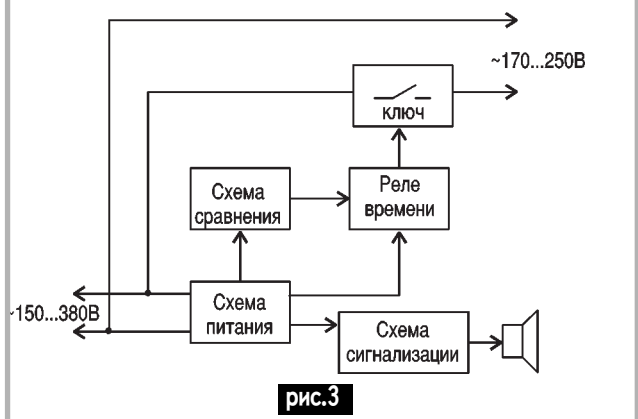 ~170...250В
ключ
Схема
сравнения
Реле
времени
~150...380В
Схема
питания
Схема
сигнализации
рис.3